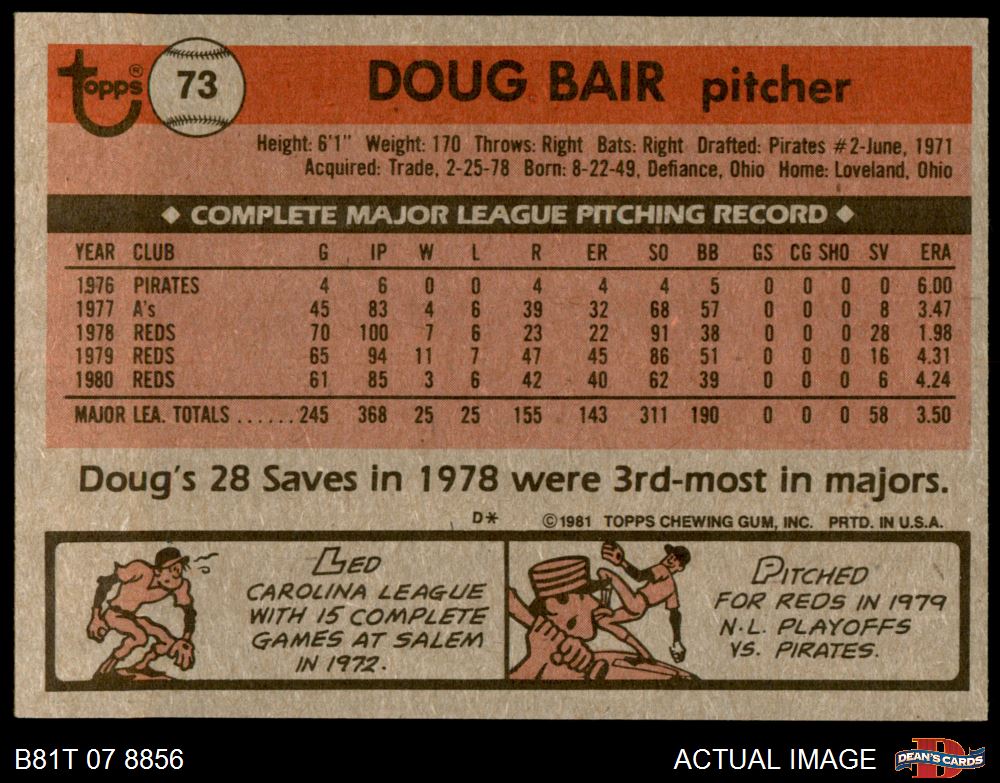 topps® 73 DOUG BAIR pitcher
Height: 6'1" Weight: 170 Throws: Right Bats: Right Drafted: Pirates #2-June, 1971
Acquired: Trade, 2-25-78 Born: 8-22-49, Defiance, Ohio Home: Loveland, Ohio
◆ COMPLETE MAJOR LEAGUE PITCHING RECORD ◆
YEAR CLUB G IP W L R ER SO BB GS CG SHO SV ERA
1976 PIRATES 4 6 0 0 4 4 4 5 0 0 0 0 6.00
1977 A's 45 83 4 6 39 32 68 57 0 0 0 8 3.47
1978 REDS 70 100 7 6 23 22 91 38 0 0 0 28 1.98
1979 REDS 65 94 11 7 47 45 86 51 0 0 0 16 4.31
1980 REDS 61 85 3 6 42 40 62 39 0 0 0 6 4.24
MAJOR LEA. TOTALS ...... 245 368 25 25 155 143 311 190 0 0 0 58 3.50
Doug's 28 Saves in 1978 were 3rd-most in majors.
D* ©1981 TOPPS CHEWING GUM, INC. PRTD. IN U.S.A.
LED
CAROLINA LEAGUE
WITH 15 COMPLETE
GAMES AT SALEM
IN 1972.
PITCHED
FOR REDS IN 1979
N.L. PLAYOFFS
VS. PIRATES.
B81T 07 8856 ACTUAL IMAGE DEAN'S CARDS